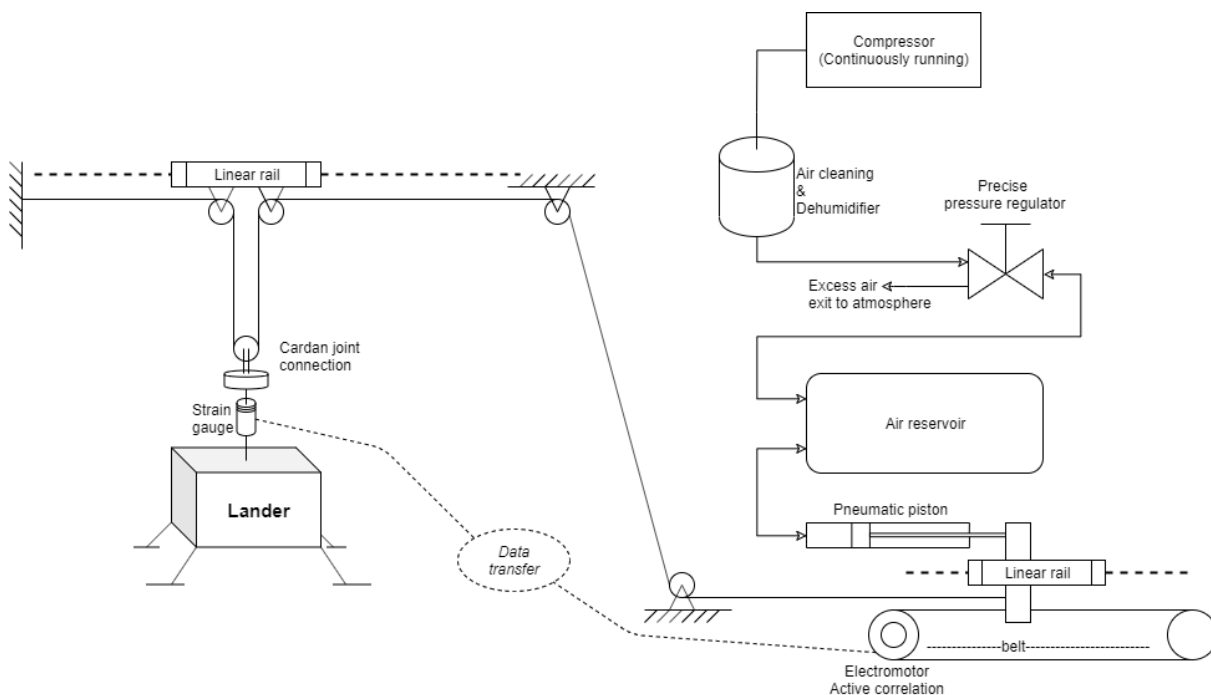 Compressor
(Continuously running)
Linear rail
Air cleaning
&
Dehumidifier
Precise
pressure regulator
Excess air
exit to atmosphere
Cardan joint
connection
Strain
gauge
Air reservoir
Lander
Pneumatic piston
Data
transfer
Linear rail
belt
Electromotor
Active correlation